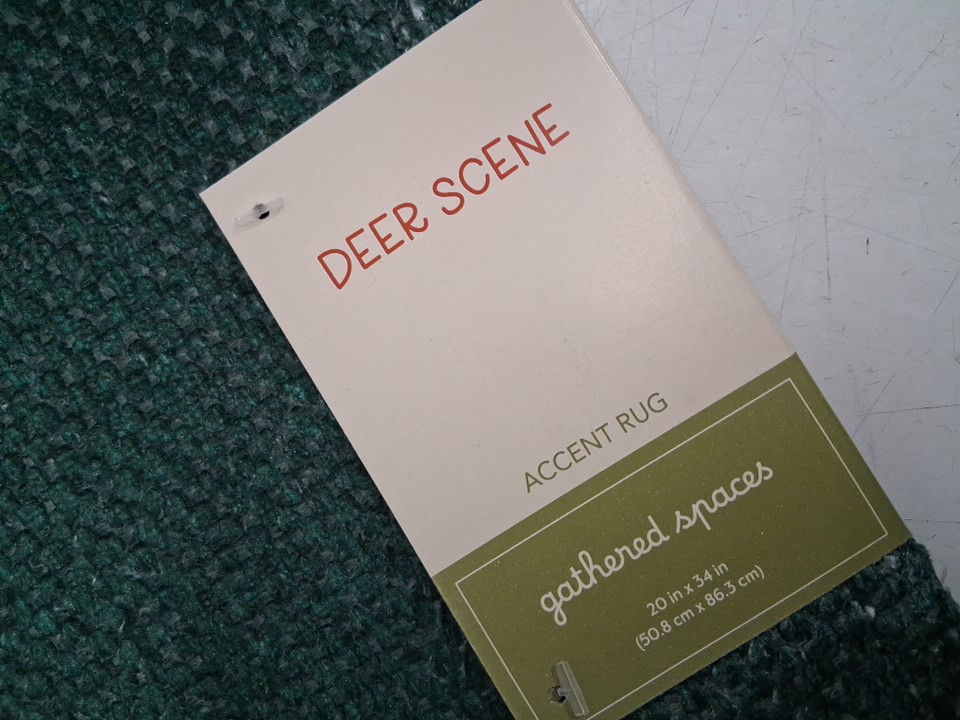 DEER SCENE
ACCENT RUG
gathered spaces
20 in x 34 in
(50.8 cm x 86.3 cm)